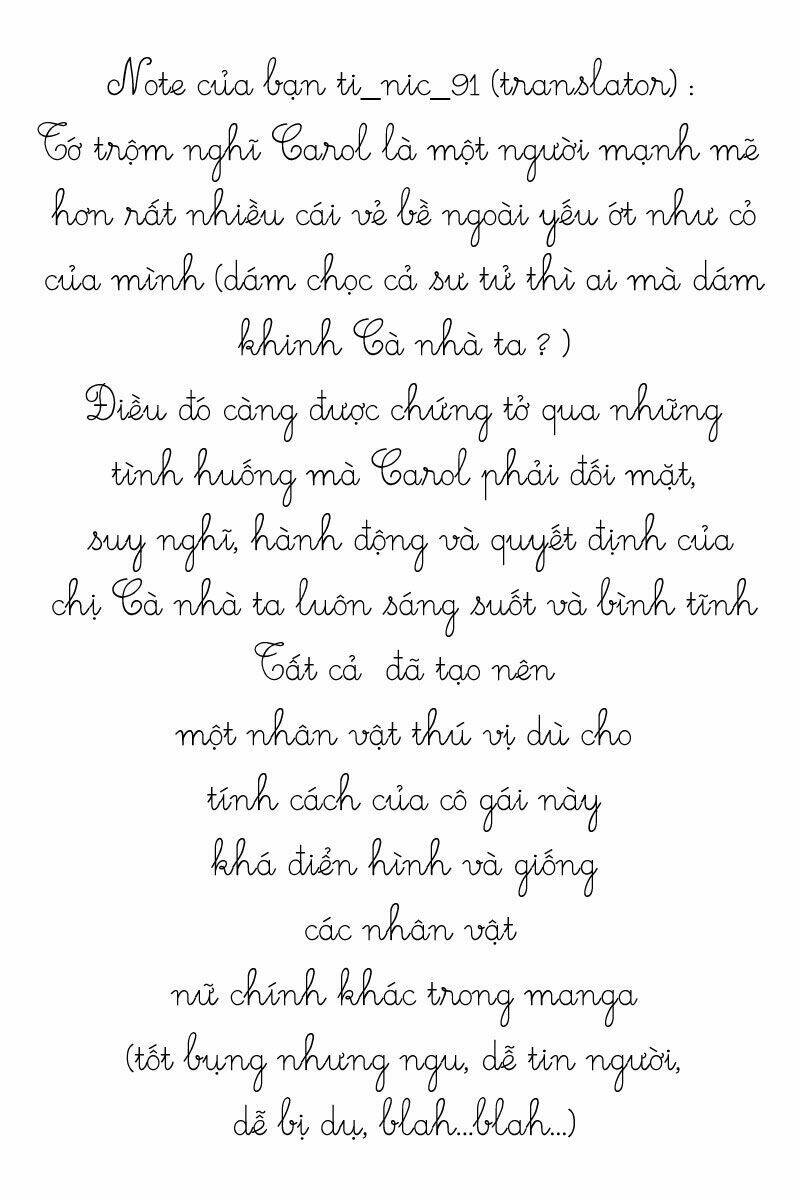 Note của bạn ti_nic_91 (translator) :
Tớ trộm nghĩ Carol là một người mạnh mẽ
hơn rất nhiều cái vẻ bề ngoài yếu ớt như cỏ
của mình (dám chọc cả sư tử thì ai mà dám
khinh Cà nhà ta ? )
Điều đó càng được chứng tở qua những
tình huống mà Carol phải đối mặt,
suy nghĩ, hành động và quyết định của
chị Cà nhà ta luôn sáng suốt và bình tĩnh
Tất cả đã tạo nên
một nhân vật thú vị dù cho
tính cách của cô gái này
khá điển hình và giống
các nhân vật
nữ chính khác trong manga
(tốt bụng nhưng ngu, dễ tin người,
dễ bị dụ, blah...blah...)